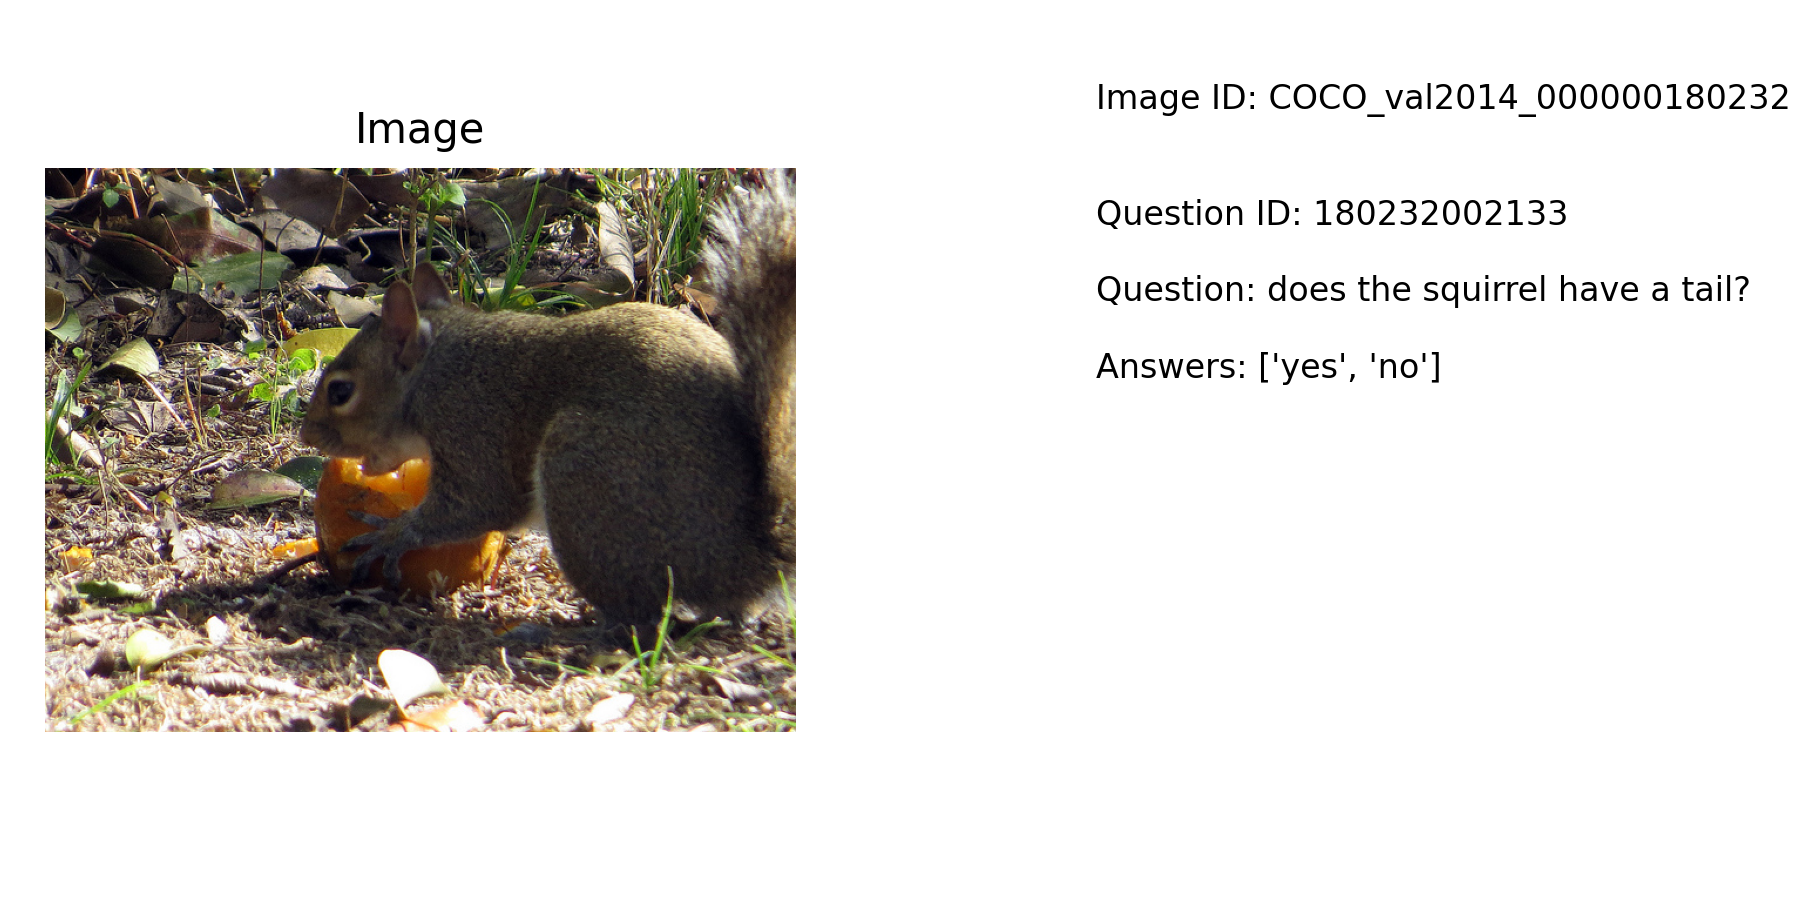 Image
Image ID: COCO_val2014_000000180232
Question ID: 180232002133
Question: does the squirrel have a tail?
Answers: ['yes', 'no']